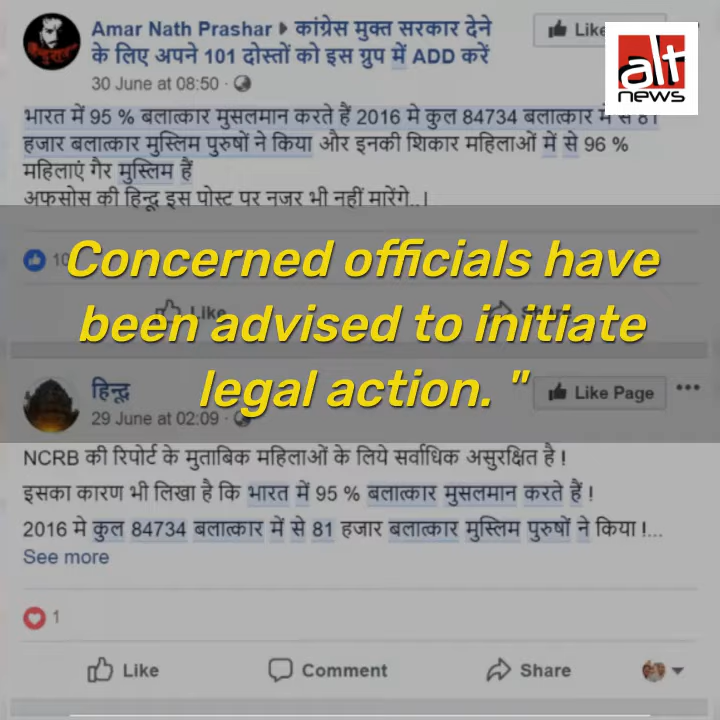 Amar Nath Prashar ▸ कांग्रेस मुक्त सरकार देने
के लिए अपने 101 दोस्तों को इस ग्रुप में ADD करें
30 June at 08:50 ·
Like
alt
news
भारत में 95 % बलात्कार मुसलमान करते हैं 2016 मे कुल 84734 बलात्कार में से 81
हजार बलात्कार मुस्लिम पुरुषों ने किया और इनकी शिकार महिलाओं में से 96 %
महिलाएं गैर मुस्लिम हैं
अफसोस की हिन्दू इस पोस्ट पर नजर भी नहीं मारेंगे..।
Concerned officials have
been advised to initiate
legal action. "
Like
Share
हिन्दू
Like Page
29 June at 02:09 ·
NCRB की रिपोर्ट के मुताबिक महिलाओं के लिये सर्वाधिक असुरक्षित है !
इसका कारण भी लिखा है कि भारत में 95 % बलात्कार मुसलमान करते हैं !
2016 मे कुल 84734 बलात्कार में से 81 हजार बलात्कार मुस्लिम पुरुषों ने किया !...
See more
1
Like
Comment
Share